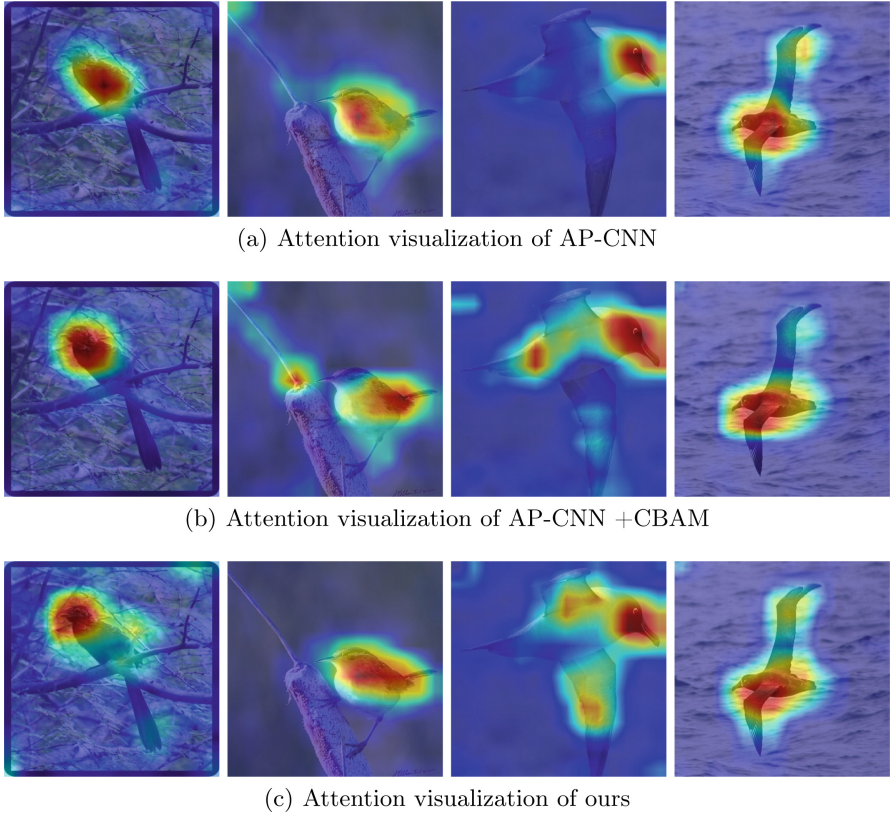 (a) Attention visualization of AP-CNN
(b) Attention visualization of AP-CNN +CBAM
(c) Attention visualization of ours